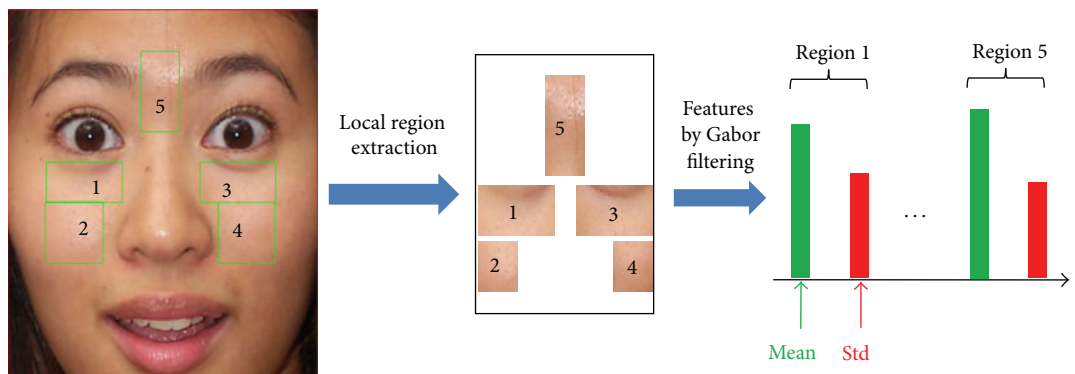 5
1
3
2
4
Local region
extraction
5
1
3
2
4
Features
by Gabor
filtering
Region 1
Region 5
...
Mean
Std